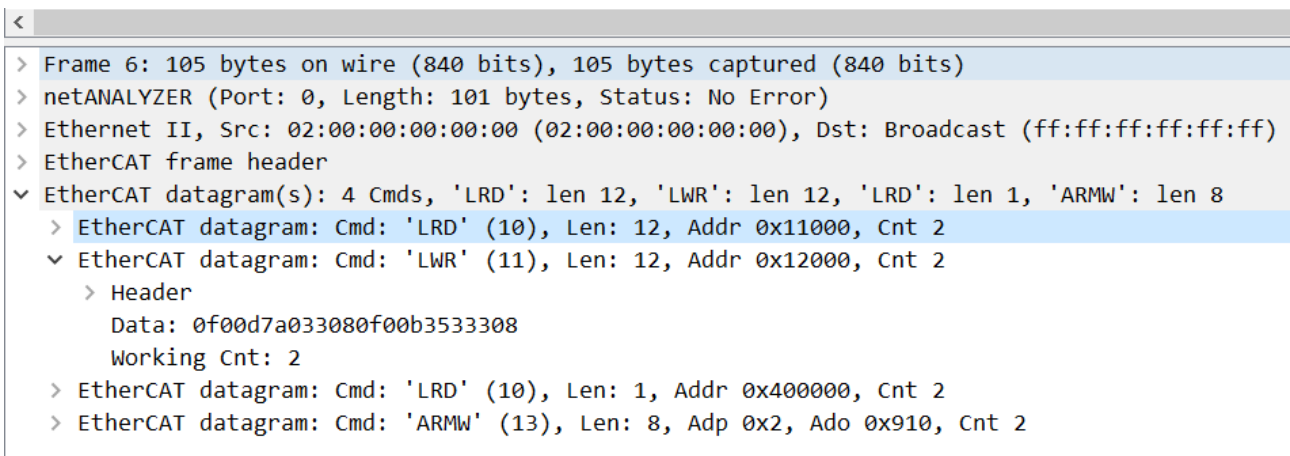 Frame 6: 105 bytes on wire (840 bits), 105 bytes captured (840 bits)
netANALYZER (Port: 0, Length: 101 bytes, Status: No Error)
Ethernet II, Src: 02:00:00:00:00:00 (02:00:00:00:00:00), Dst: Broadcast (ff:ff:ff:ff:ff:ff)
EtherCAT frame header
EtherCAT datagram(s): 4 Cmds, 'LRD': len 12, 'LWR': len 12, 'LRD': len 1, 'ARMW': len 8
EtherCAT datagram: Cmd: 'LRD' (10), Len: 12, Addr 0x11000, Cnt 2
EtherCAT datagram: Cmd: 'LWR' (11), Len: 12, Addr 0x12000, Cnt 2
Header
Data: 0f00d7a033080f00b3533308
Working Cnt: 2
EtherCAT datagram: Cmd: 'LRD' (10), Len: 1, Addr 0x400000, Cnt 2
EtherCAT datagram: Cmd: 'ARMW' (13), Len: 8, Adp 0x2, Ado 0x910, Cnt 2